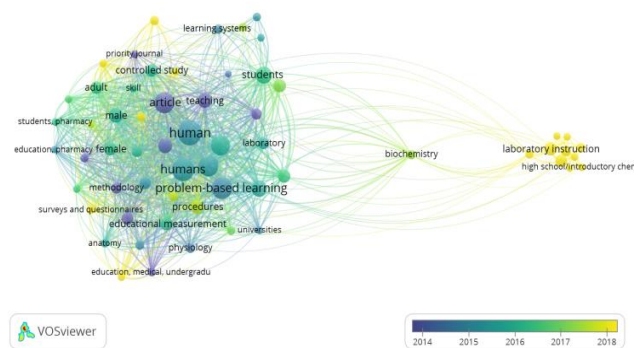 learning systems
priority journal
controlled study
students
adult
skill
article
teaching
male
students, pharmacy
human
education, pharmacy
female
laboratory
biochemistry
laboratory instruction
high school/introductory cher
humans
methodology
problem-based learning
surveys and questionnaires
procedures
educational measurement
universities
anatomy
physiology
education, medical, undergradu
VOSviewer
2014 2015 2016 2017 2018